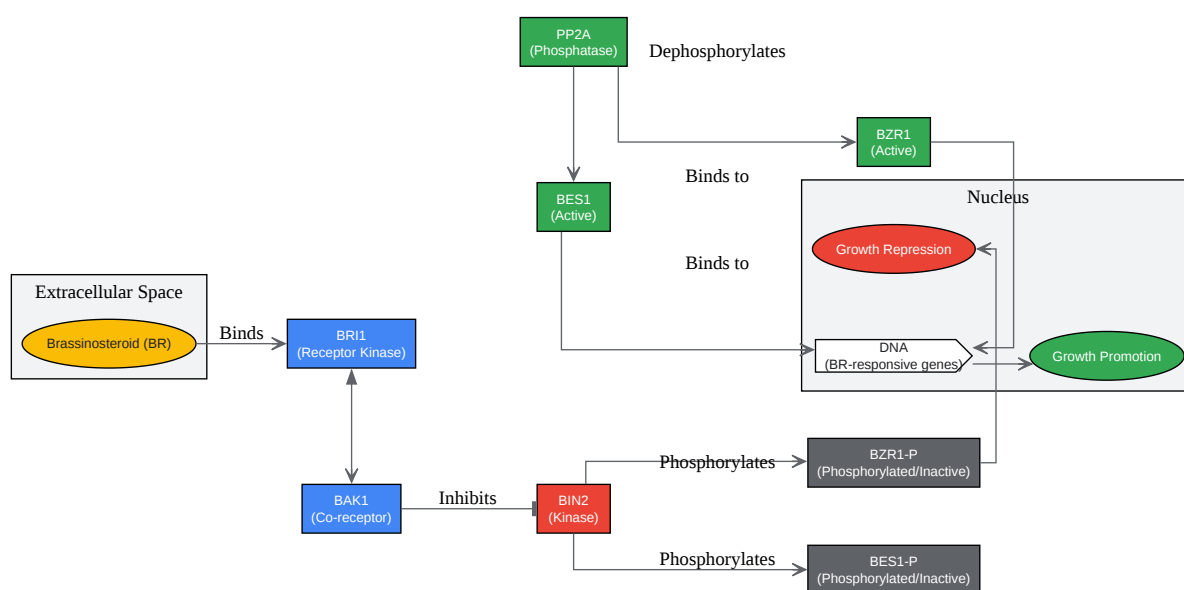 PP2A
(Phosphatase)
Dephosphorylates
BZR1
(Active)
Binds to
BES1
(Active)
Nucleus
Growth Repression
Binds to
Extracellular Space
Brassinosteroid (BR)
Binds
BRI1
(Receptor Kinase)
DNA
(BR-responsive genes)
Growth Promotion
Phosphorylates
BZR1-P
(Phosphorylated/Inactive)
BAK1
(Co-receptor)
Inhibits
BIN2
(Kinase)
Phosphorylates
BES1-P
(Phosphorylated/Inactive)